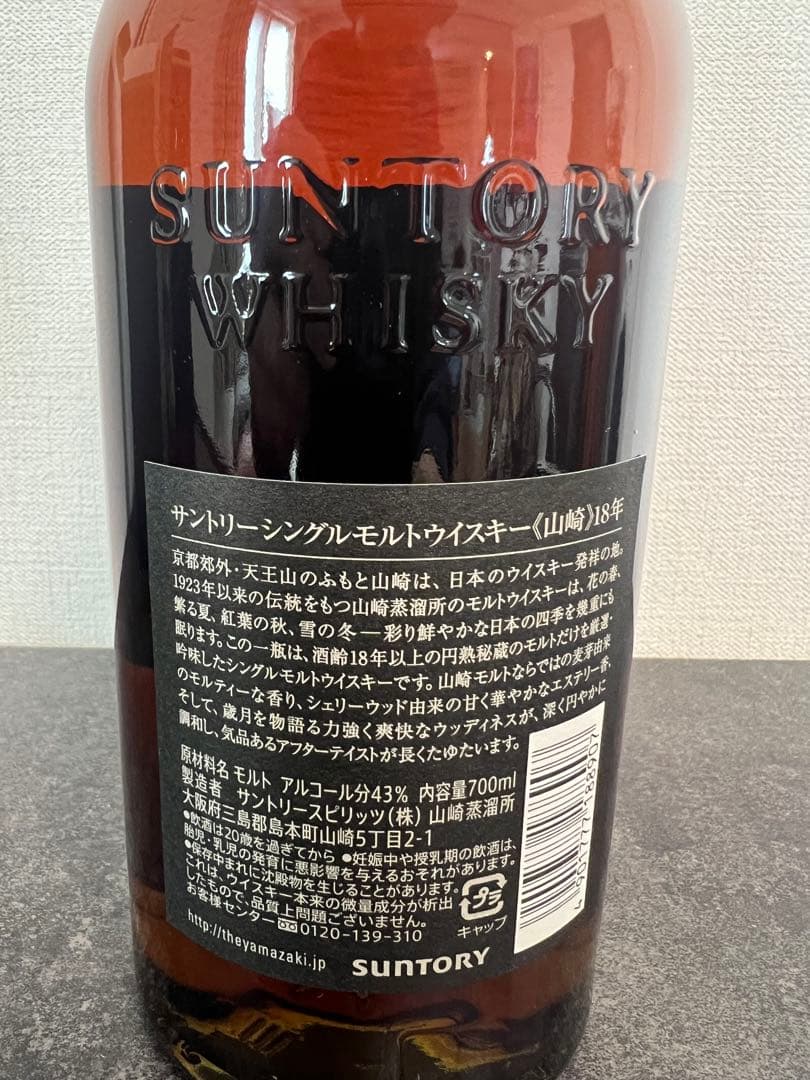 SUNTORY
WHISKY
サントリーシングルモルトウイスキー《山崎》18年
京都郊外・天王山のふもと山崎は、日本のウイスキー発祥の地。
1923年以来の伝統をもつ山崎蒸溜所のモルトウイスキーは、花の春、
繁る夏、紅葉の秋、雪の冬―彩り鮮やかな日本の四季を幾重にも
眠ります。この一瓶は、酒齢18年以上の円熟秘蔵のモルトだけを厳選・
吟味したシングルモルトウイスキーです。山崎モルトならではの麦芽由来
のモルティーな香り、シェリーウッド由来の甘く華やかなエステリー香、
そして、歳月を物語る力強く爽快なウッディネスが、深く円やかに
調和し、気品あるアフターテイストが長くたゆたいます。
原材料名 モルト アルコール分43% 内容量700ml
製造者 サントリースピリッツ(株) 山崎蒸溜所
大阪府三島郡島本町山崎5丁目2-1
●飲酒は20歳を過ぎてから ●妊娠中や授乳期の飲酒は、
胎児・乳児の発育に悪影響を与えるおそれがあります。
●保存中まれに沈殿物を生じることがあります。
これは、ウイスキー本来の微量成分が析出
したもので、品質上問題ございません。
お客様センター 0120-139-310
http://theyamazaki.jp
SUNTORY
プラ
キャップ
4 901777 188907